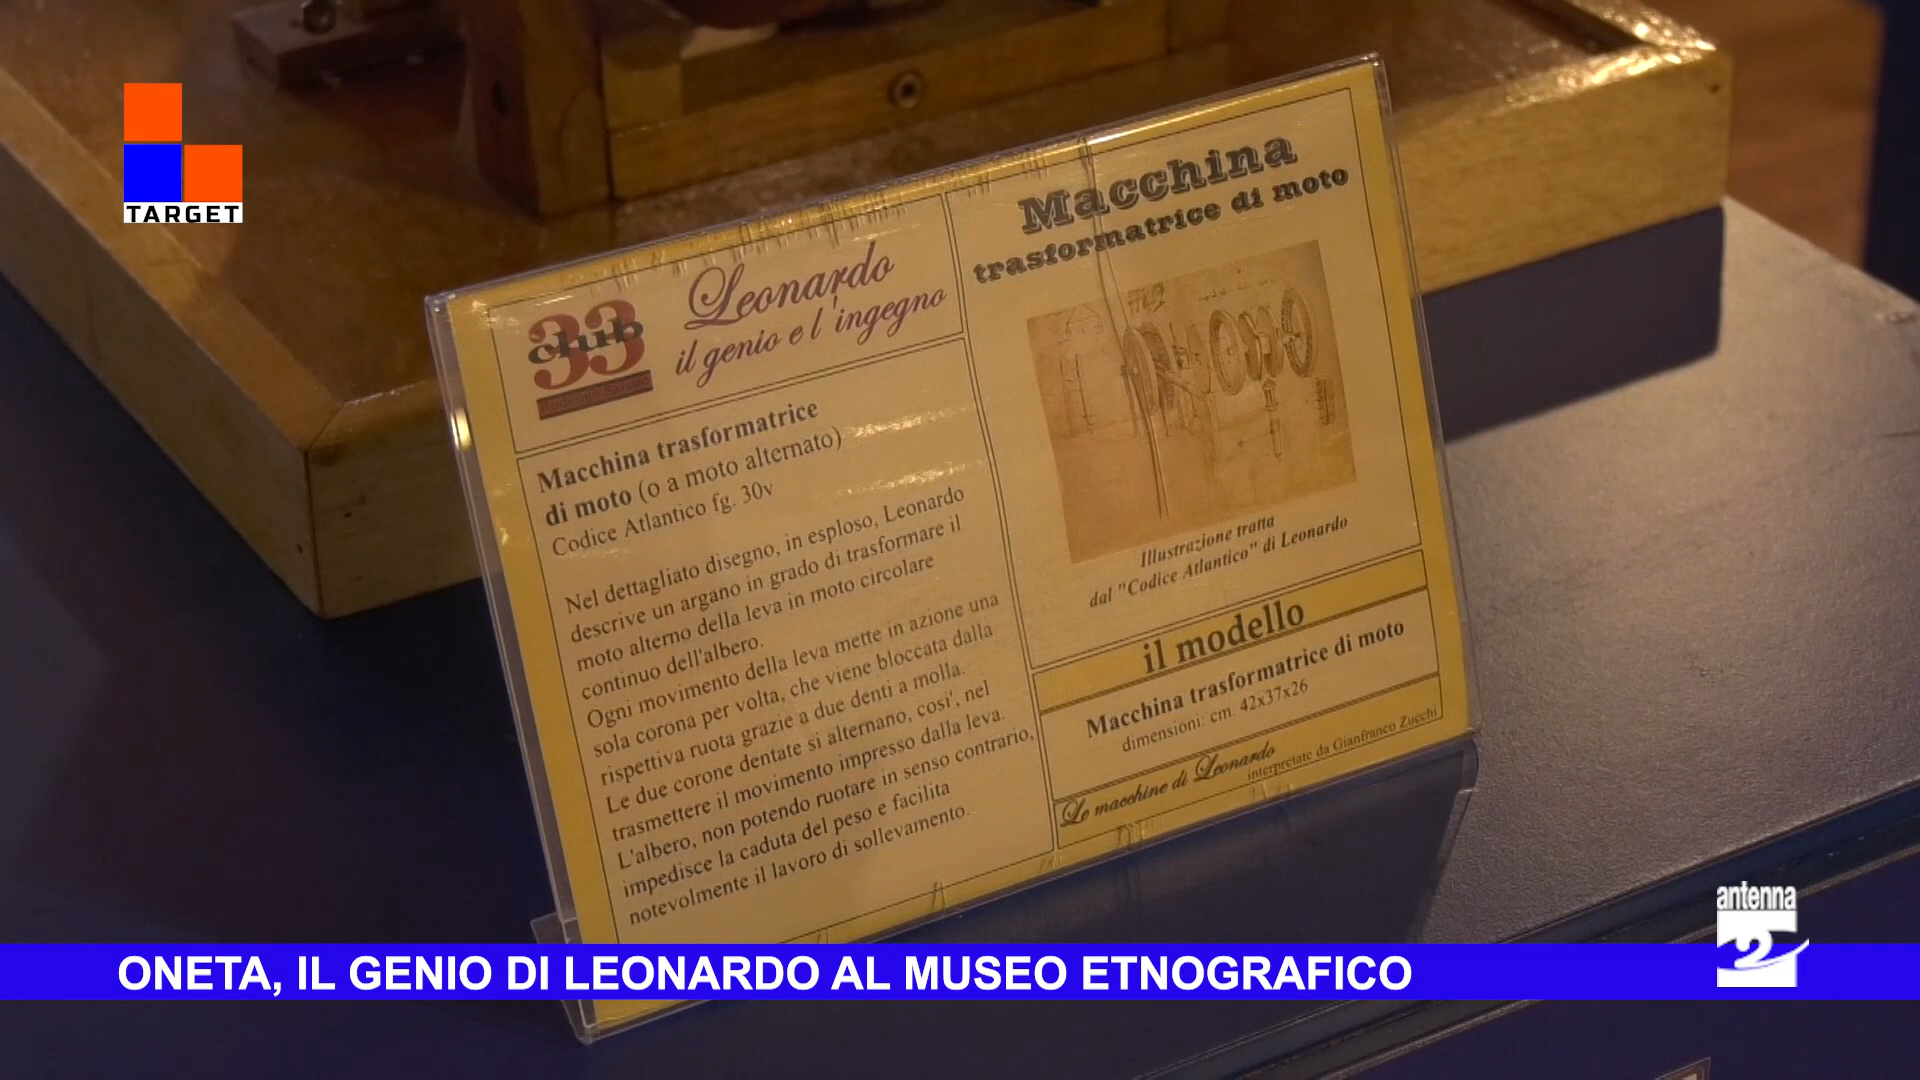 TARGET
33
club
Leonardo
il genio e l'ingegno
Macchina trasformatrice
di moto (o a moto alternato)
Codice Atlantico fg. 30v
Nel dettagliato disegno, in esploso, Leonardo
descrive un argano in grado di trasformare il
moto alterno della leva in moto circolare
continuo dell'albero.
Ogni movimento della leva mette in azione una
sola corona per volta, che viene bloccata dalla
rispettiva ruota grazie a due denti a molla.
Le due corone dentate si alternano, cosi', nel
trasmettere il movimento impresso dalla leva.
L'albero, non potendo ruotare in senso contrario,
impedisce la caduta del peso e facilita
notevolmente il lavoro di sollevamento.
Macchina
trasformatrice di moto
Illustrazione tratta
dal "Codice Atlantico" di Leonardo
il modello
Macchina trasformatrice di moto
dimensioni: cm. 42x37x26
Le macchine di Leonardo
interpretate da Gianfranco Zucchi
antenna
2
ONETA, IL GENIO DI LEONARDO AL MUSEO ETNOGRAFICO